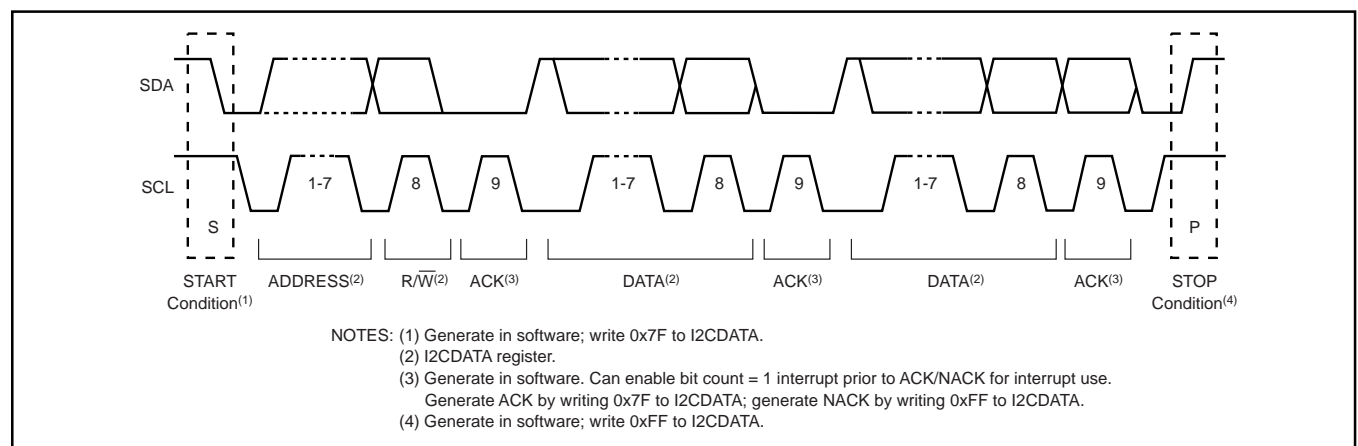 SDA
SCL
1-7 8 9 1-7 8 9 1-7 8 9
S P
START Condition(1)
ADDRESS(2)
R/W̅(2)
ACK(3)
DATA(2)
ACK(3)
DATA(2)
ACK(3)
STOP Condition(4)
NOTES: (1) Generate in software; write 0x7F to I2CDATA.
(2) I2CDATA register.
(3) Generate in software. Can enable bit count = 1 interrupt prior to ACK/NACK for interrupt use.
Generate ACK by writing 0x7F to I2CDATA; generate NACK by writing 0xFF to I2CDATA.
(4) Generate in software; write 0xFF to I2CDATA.